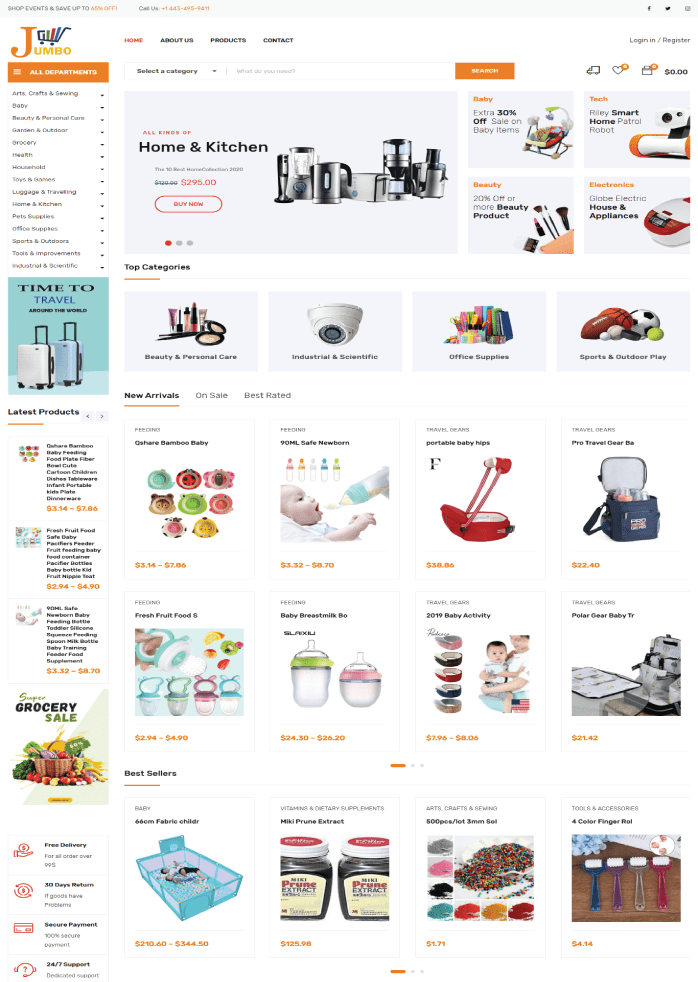 SHOP EVENTS & SAVE UP TO 65% OFF!
Call Us: +1 443-495-9411
JUMBO
HOME
ABOUT US
PRODUCTS
CONTACT
Login in / Register
ALL DEPARTMENTS
Select a category
What do you need?
SEARCH
0
0
$0.00
Arts, Crafts & Sewing
Baby
Beauty & Personal Care
Garden & Outdoor
Grocery
Health
Household
Toys & Games
Luggage & Travelling
Home & Kitchen
Pets Supplies
Office Supplies
Sports & Outdoors
Tools & Improvements
Industrial & Scientific
ALL KINDS OF
Home & Kitchen
The 10 Best HomeCollection 2020
$120.00 $295.00
BUY NOW
Baby
Extra 30%
Off Sale on
Baby Items
Tech
Riley Smart
Home Patrol
Robot
Beauty
20% Off or
more Beauty
Product
Electronics
Globe Electric
House &
Appliances
TIME TO
TRAVEL
AROUND THE WORLD
Top Categories
Beauty & Personal Care
Industrial & Scientific
Office Supplies
Sports & Outdoor Play
Latest Products
Qshare Bamboo
Baby Feeding
Food Plate Fiber
Bowl Cute
Cartoon Children
Dishes Tableware
Infant Portable
kids Plate
Dinnerware
$3.14 – $7.86
Fresh Fruit Food
Safe Baby
Pacifiers Feeder
Fruit feeding baby
food container
Pacifier Bottles
Baby bottle Kid
Fruit Nipple Teat
$2.94 – $4.90
90ML Safe
Newborn Baby
Feeding Bottle
Toddler Silicone
Squeeze Feeding
Spoon Milk Bottle
Baby Training
Feeder Food
Supplement
$3.32 – $8.70
Super
GROCERY
SALE
50%
New Arrivals
On Sale
Best Rated
FEEDING
Qshare Bamboo Baby
$3.14 – $7.86
FEEDING
90ML Safe Newborn
$3.32 – $8.70
TRAVEL GEARS
portable baby hips
F
$38.86
TRAVEL GEARS
Pro Travel Gear Ba
PRO
GEAR
$22.40
FEEDING
Fresh Fruit Food S
$2.94 – $4.90
FEEDING
Baby Breastmilk Bo
SLAIXIU
$24.30 – $26.20
TRAVEL GEARS
2019 Baby Activity
$7.96 – $8.06
TRAVEL GEARS
Polar Gear Baby Tr
$21.42
Best Sellers
BABY
66cm Fabric childr
$210.60 – $344.50
VITAMINS & DIETARY SUPPLEMENTS
Miki Prune Extract
MIKI
Prune
EXTRACT
MIKI
Prune
EXTRACT
$125.98
ARTS, CRAFTS & SEWING
500pcs/lot 3mm Sol
$1.71
TOOLS & ACCESSORIES
4 Color Finger Rol
$4.14
Free Delivery
For all order over
99$
30 Days Return
If goods have
Problems
Secure Payment
100% secure
payment
24/7 Support
Dedicated support